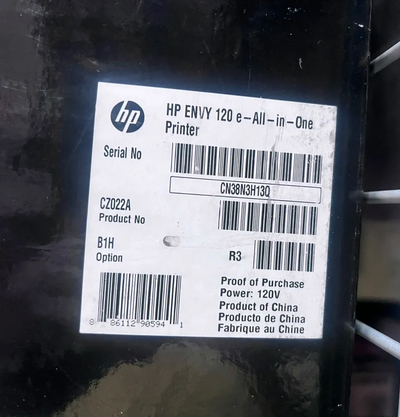 hp
HP ENVY 120 e-All-in-One
Printer
Serial No
CN38N3H13Q
CZ022A
Product No
B1H
Option
R3
Proof of Purchase
Power: 120V
Product of China
Producto de China
Fabrique au Chine
8 86112 90594 1